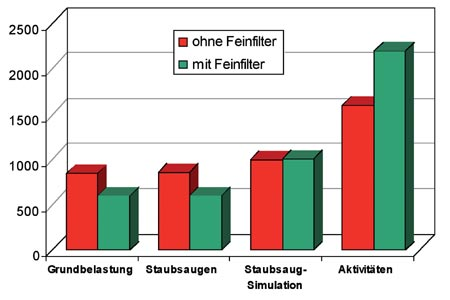 2500
2000
1500
1000
500
0
ohne Feinfilter
mit Feinfilter
Grundbelastung
Staubsaugen
Staubsaug-
Simulation
Aktivitäten